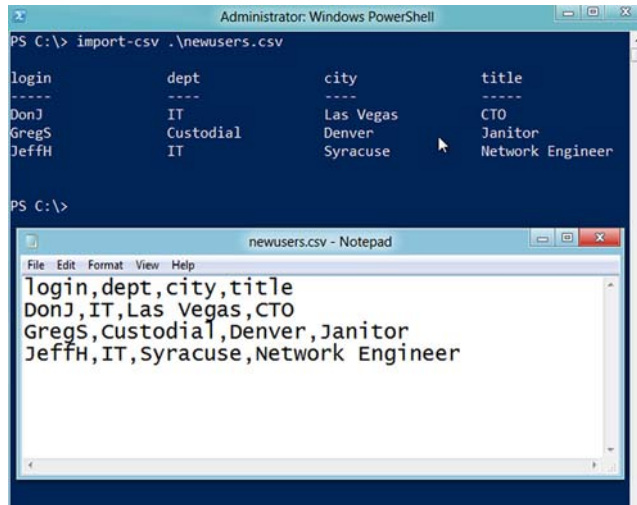 Administrator: Windows PowerShell
PS C:\> import-csv .\newusers.csv
login dept city title
----- ---- ---- -----
DonJ IT Las Vegas CTO
GregS Custodial Denver Janitor
JeffH IT Syracuse Network Engineer
PS C:\>
newusers.csv - Notepad
File Edit Format View Help
login,dept,city,title
DonJ,IT,Las Vegas,CTO
GregS,Custodial,Denver,Janitor
JeffH,IT,Syracuse,Network Engineer